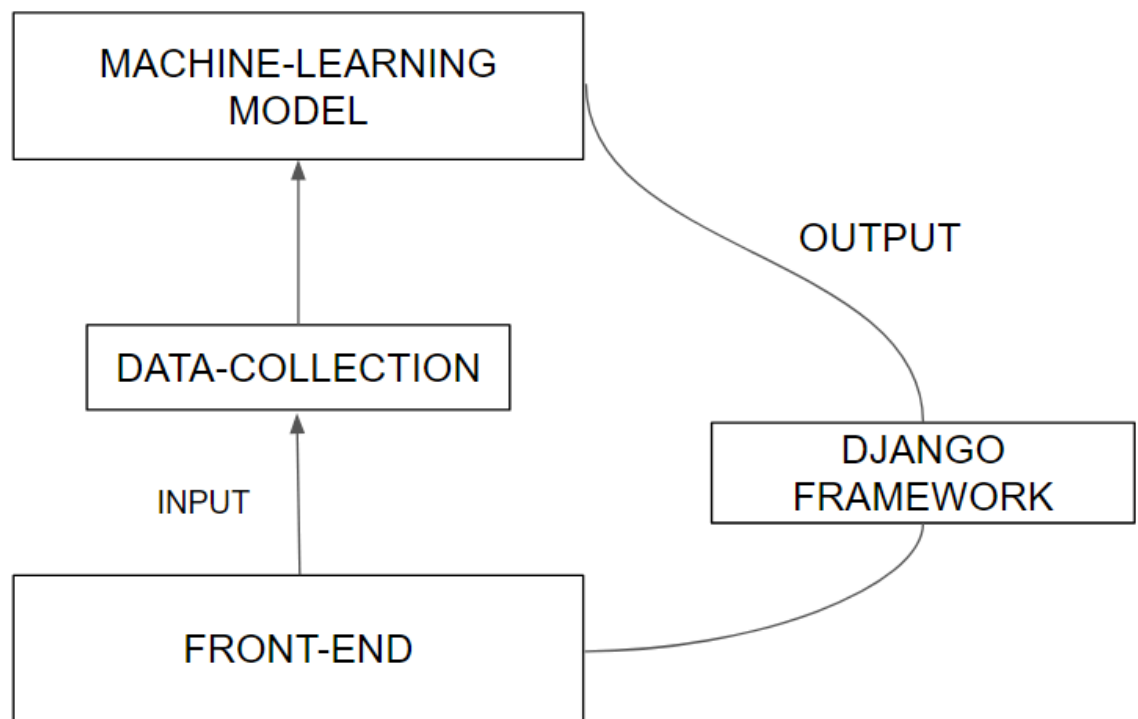 MACHINE-LEARNING
MODEL
OUTPUT
DATA-COLLECTION
DJANGO
FRAMEWORK
INPUT
FRONT-END